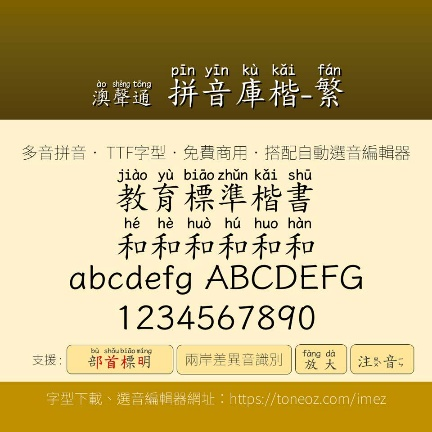 ào shēng tōng pīn yīn kù kǎi fán
澳聲通 拼音庫楷-繁
多音拼音・TTF字型・免費商用・搭配自動選音編輯器
jiào yù biāo zhǔn kǎi shū
教育標準楷書
hé hè huò hú huo hàn
和和和和和和
abcdefg ABCDEFG
1234567890
bù shǒu biāo míng fàng dà
支援: 部首標明 兩岸差異音識別 放大 注音
字型下載、選音編輯器網址：https://toneoz.com/imez